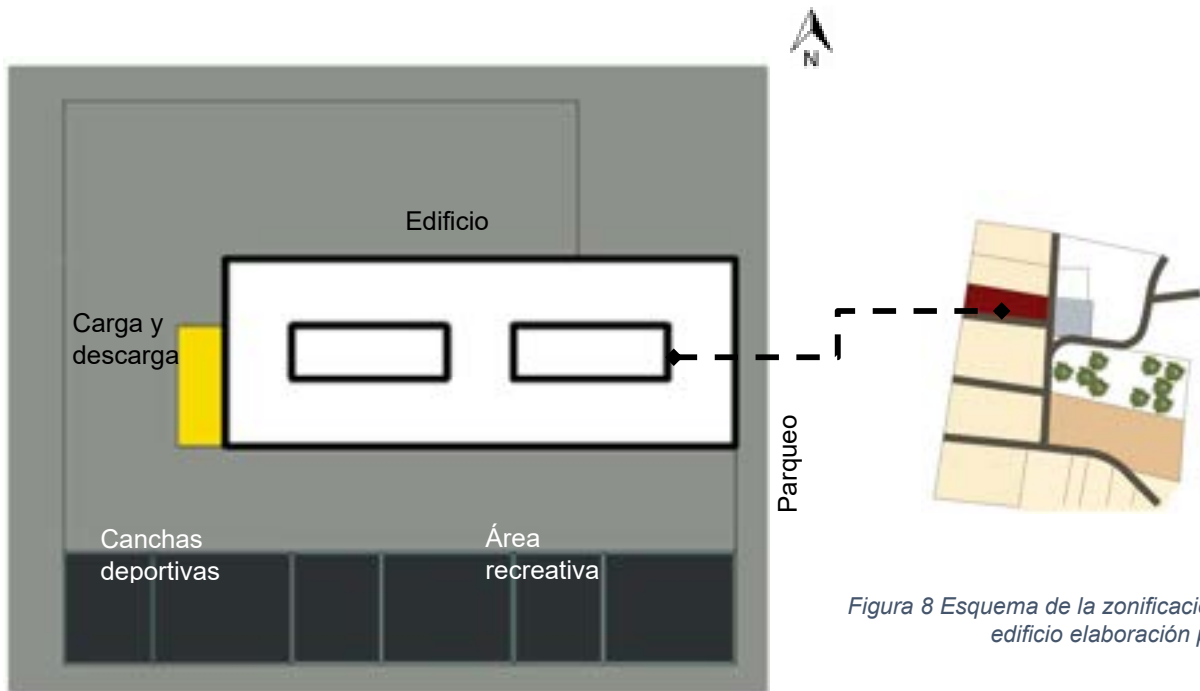 N
Edificio
Carga y
descarga
Parqueo
Canchas
deportivas
Área
recreativa
Figura 8 Esquema de la zonificació
edificio elaboración p